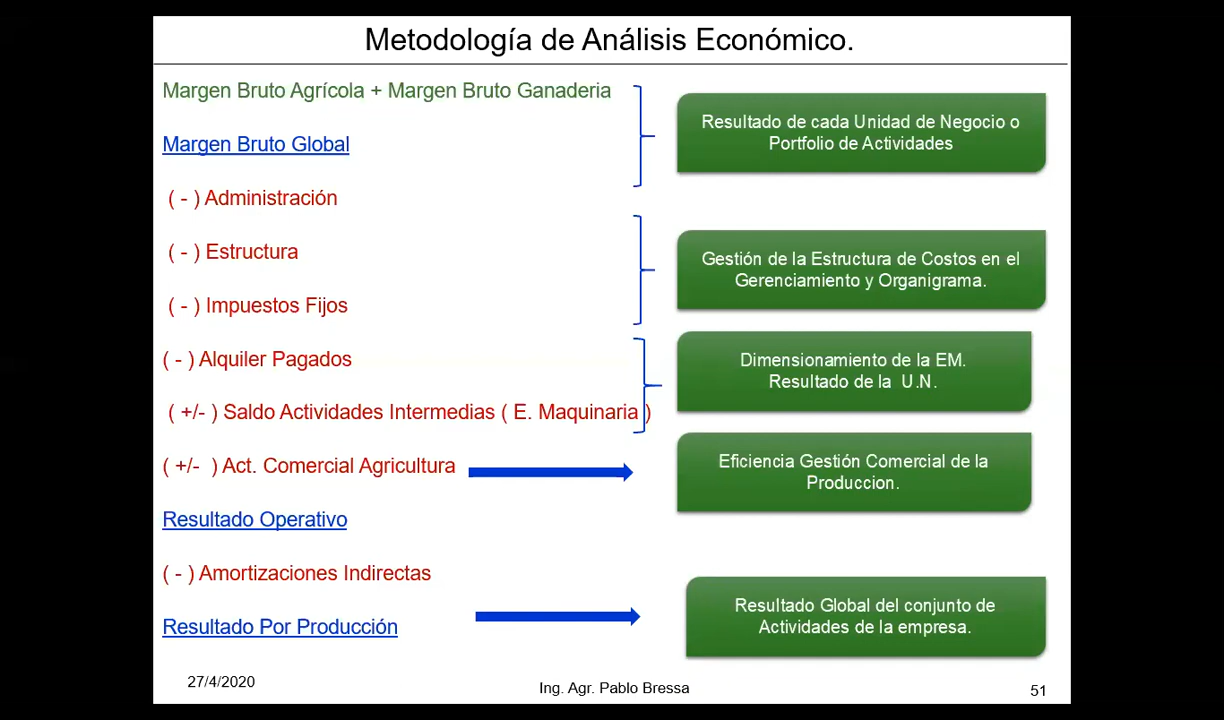 Metodología de Análisis Económico.
Margen Bruto Agrícola + Margen Bruto Ganaderia
Resultado de cada Unidad de Negocio o
Portfolio de Actividades
Margen Bruto Global
( - ) Administración
( - ) Estructura
Gestión de la Estructura de Costos en el
Gerenciamiento y Organigrama.
( - ) Impuestos Fijos
( - ) Alquiler Pagados
Dimensionamiento de la EM.
Resultado de la U.N.
( +/- ) Saldo Actividades Intermedias ( E. Maquinaria )
( +/- ) Act. Comercial Agricultura
Eficiencia Gestión Comercial de la
Produccion.
Resultado Operativo
( - ) Amortizaciones Indirectas
Resultado Por Producción
Resultado Global del conjunto de
Actividades de la empresa.
27/4/2020
Ing. Agr. Pablo Bressa
51